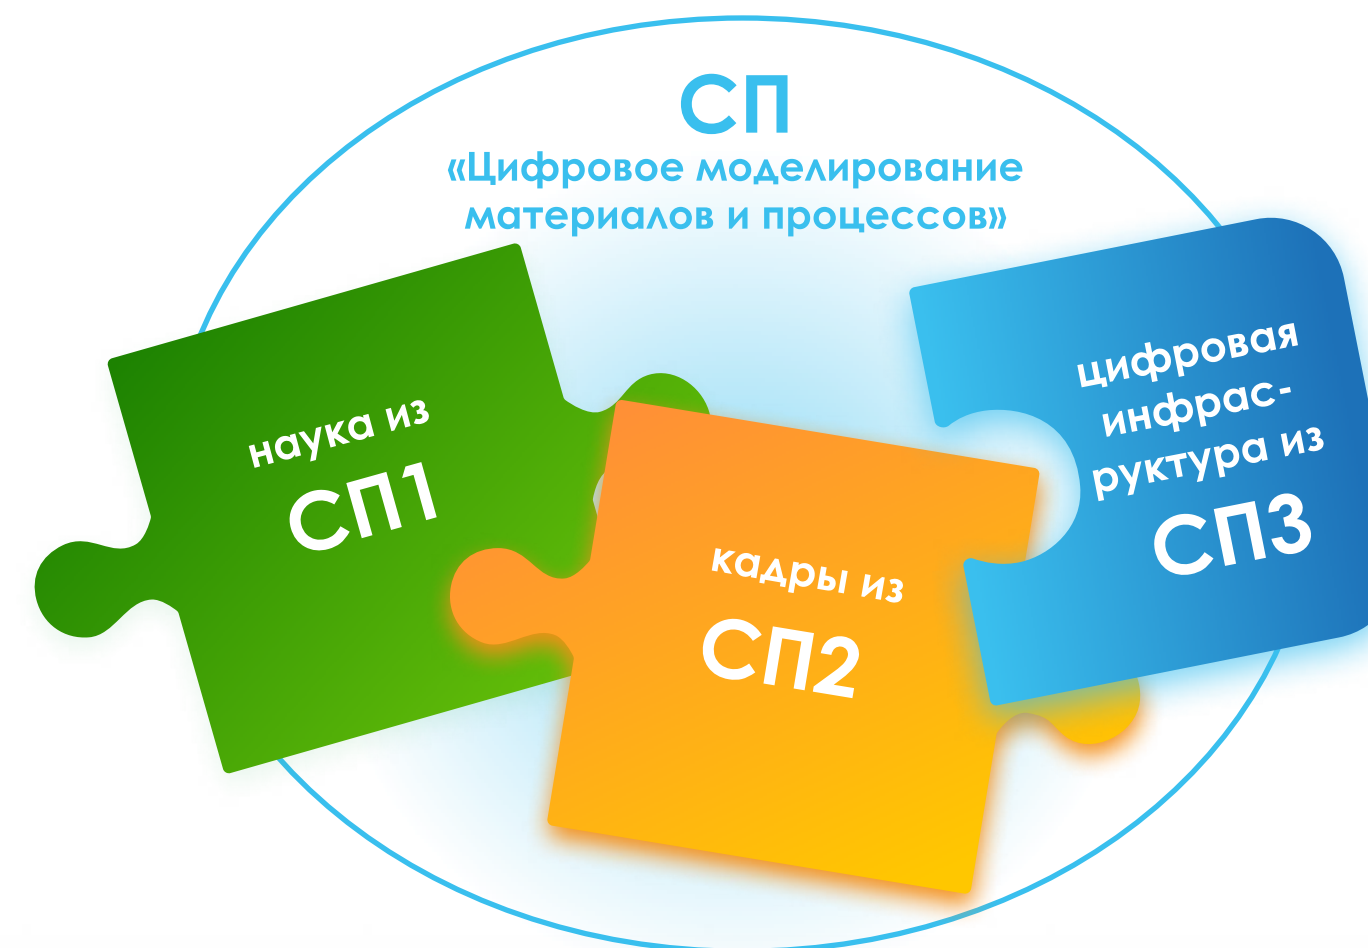 СП
«Цифровое моделирование
материалов и процессов»
наука из
СП1
кадры из
СП2
цифровая
инфрас-
руктура из
СП3